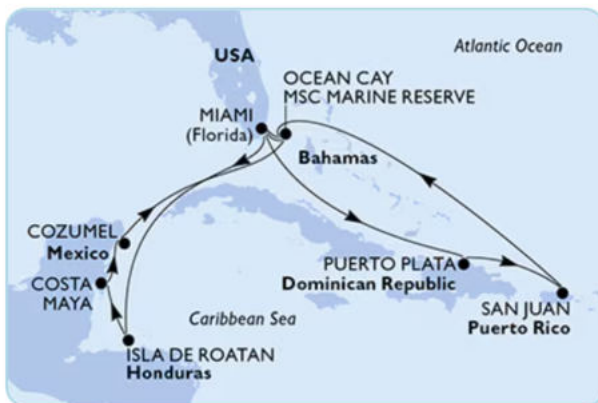 Atlantic Ocean
USA
OCEAN CAY
MSC MARINE RESERVE
MIAMI
(Florida)
Bahamas
COZUMEL
Mexico
COSTA
MAYA
PUERTO PLATA
Dominican Republic
SAN JUAN
Puerto Rico
Caribbean Sea
ISLA DE ROATAN
Honduras